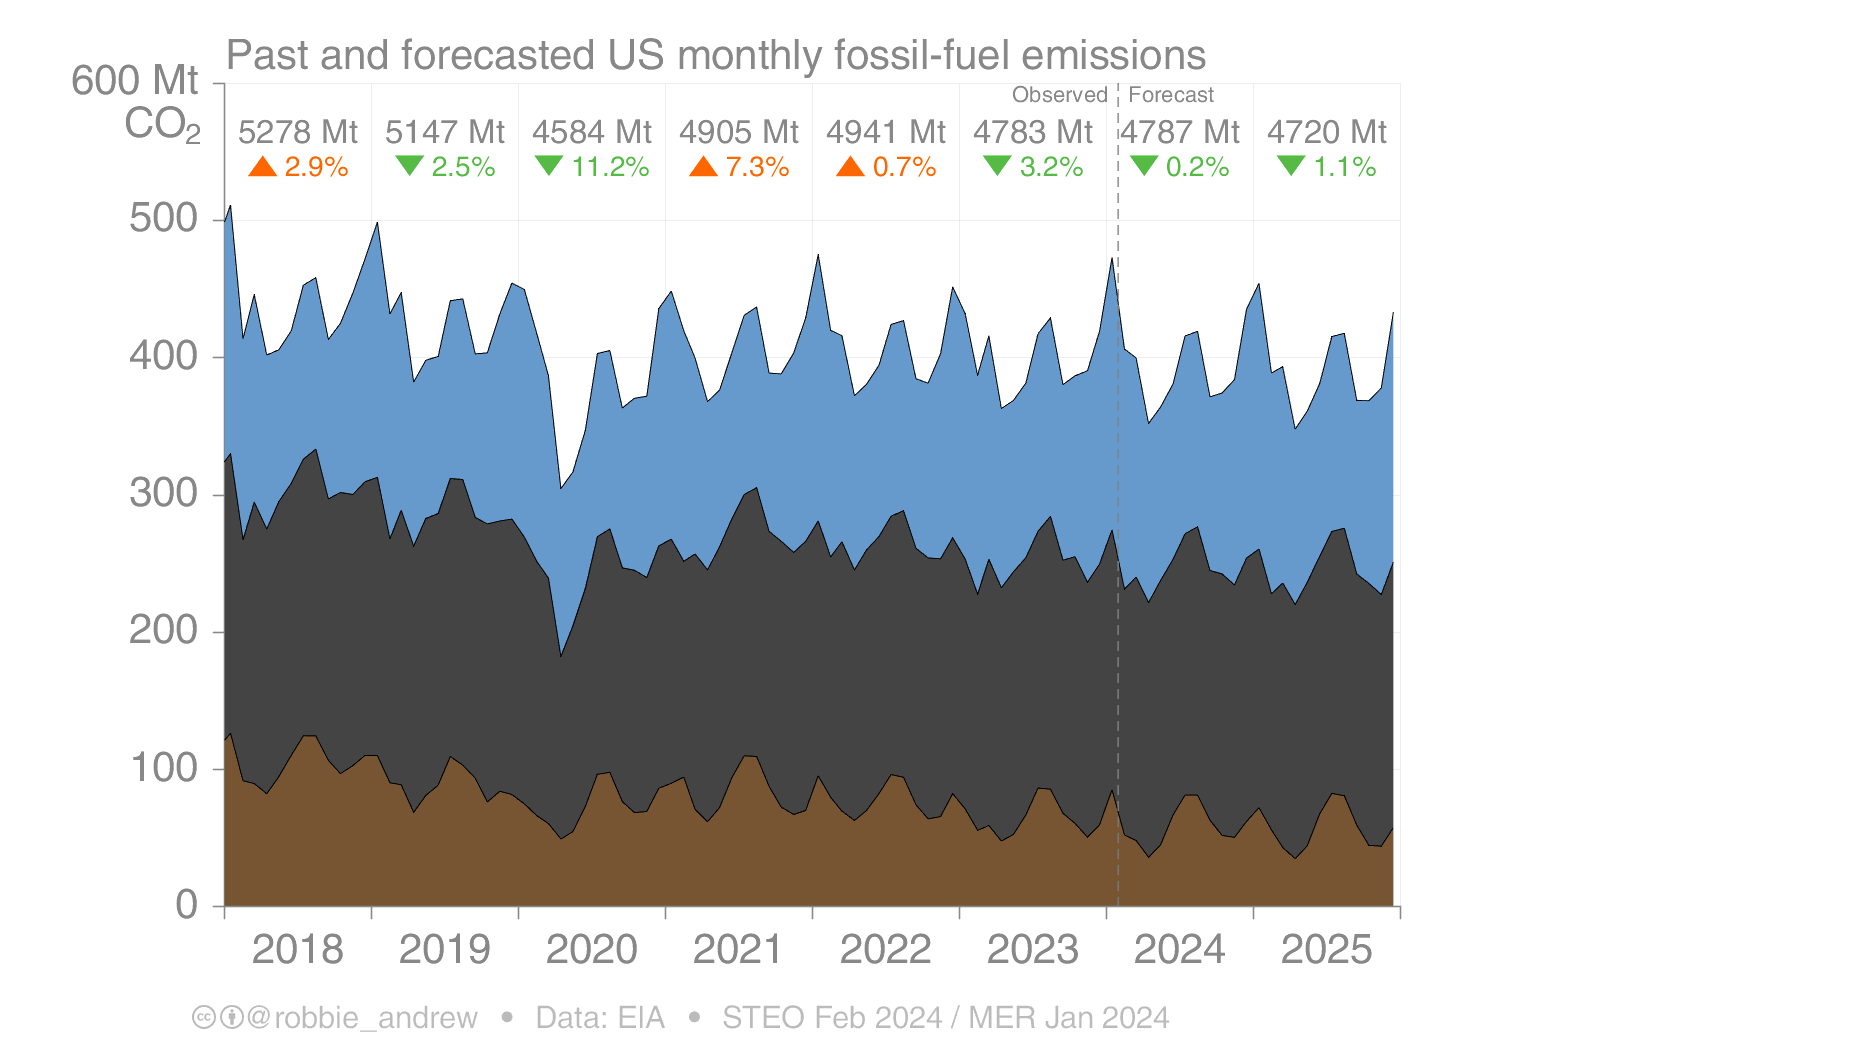 Past and forecasted US monthly fossil-fuel emissions
600 Mt
CO₂
Observed Forecast
5278 Mt 5147 Mt 4584 Mt 4905 Mt 4941 Mt 4783 Mt 4787 Mt 4720 Mt
▲ 2.9% ▼ 2.5% ▼ 11.2% ▲ 7.3% ▲ 0.7% ▼ 3.2% ▼ 0.2% ▼ 1.1%
500
400
300
200
100
0
2018 2019 2020 2021 2022 2023 2024 2025
cc @robbie_andrew • Data: EIA • STEO Feb 2024 / MER Jan 2024